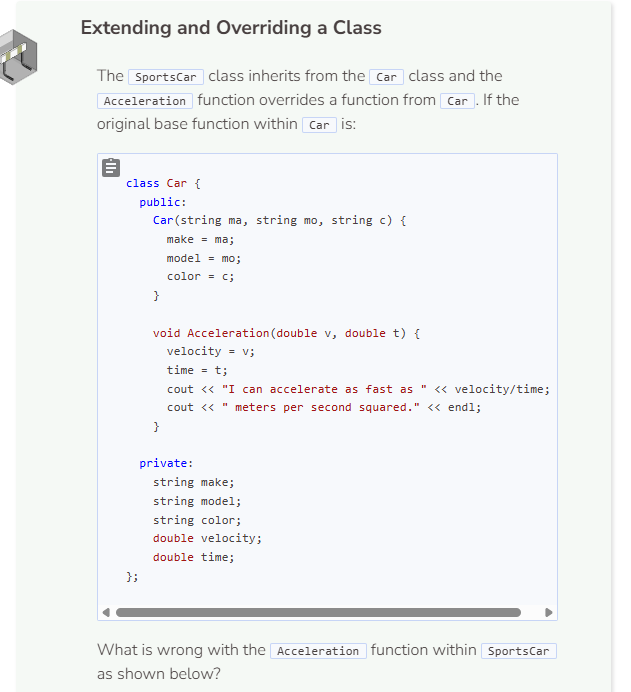 Extending and Overriding a Class
The SportsCar class inherits from the Car class and the
Acceleration function overrides a function from Car . If the
original base function within Car is:
class Car {
  public:
    Car(string ma, string mo, string c) {
      make = ma;
      model = mo;
      color = c;
    }
    void Acceleration(double v, double t) {
      velocity = v;
      time = t;
      cout << "I can accelerate as fast as " << velocity/time;
      cout << " meters per second squared." << endl;
    }
  private:
    string make;
    string model;
    string color;
    double velocity;
    double time;
};
What is wrong with the Acceleration function within SportsCar
as shown below?